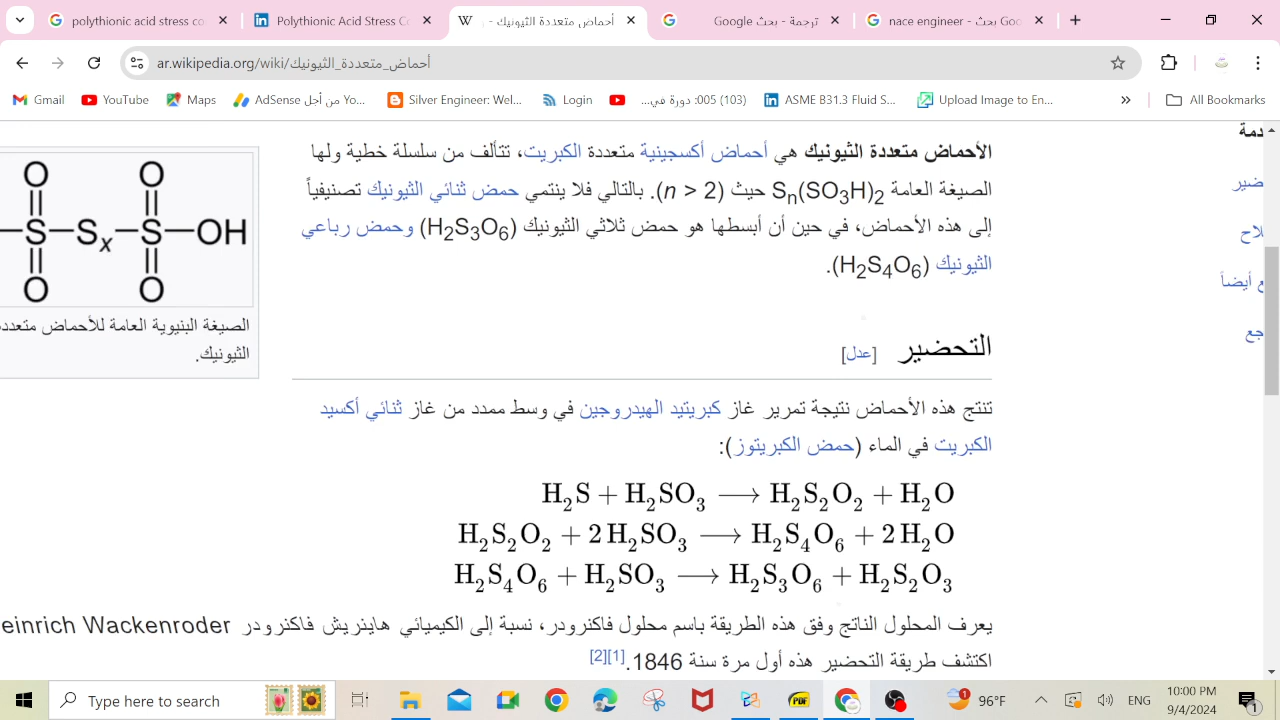 polythionic acid stress co
Polythionic Acid Stress Co
أحماض متعددة الثيونيك -
ترجمة - بحث Google
nace engineer - بحث Goo
ar.wikipedia.org/wiki/أحماض_متعددة_الثيونيك
Gmail YouTube Maps AdSense من أجل Yo... Silver Engineer: Wel... Login (103) 005: دورة في... ASME B31.3 Fluid S... Upload Image to En... » All Bookmarks
دمة
ضير
لاح
ع أيضاً
جع
الأحماض متعددة الثيونيك هي أحماض أكسجينية متعددة الكبريت، تتألف من سلسلة خطية ولها
الصيغة العامة Sn(SO3H)2 حيث (n > 2). بالتالي فلا ينتمي حمض ثنائي الثيونيك تصنيفياً
إلى هذه الأحماض، في حين أن أبسطها هو حمض ثلاثي الثيونيك (H2S3O6) وحمض رباعي
الثيونيك (H2S4O6).
O O
S—Sx—S—OH
O O
الصيغة البنيوية العامة للأحماض متعددة
الثيونيك.
التحضير [عدل]
تنتج هذه الأحماض نتيجة تمرير غاز كبريتيد الهيدروجين في وسط ممدد من غاز ثنائي أكسيد
الكبريت في الماء (حمض الكبريتوز):
H2S + H2SO3 ⟶ H2S2O2 + H2O
H2S2O2 + 2 H2SO3 ⟶ H2S4O6 + 2 H2O
H2S4O6 + H2SO3 ⟶ H2S3O6 + H2S2O3
يعرف المحلول الناتج وفق هذه الطريقة باسم محلول فاكنرودر، نسبة إلى الكيميائي هاينريش فاكنرودر einrich Wackenroder
اكتشف طريقة التحضير هذه أول مرة سنة 1846.[1][2]
Type here to search
96°F
ENG
10:00 PM
9/4/2024